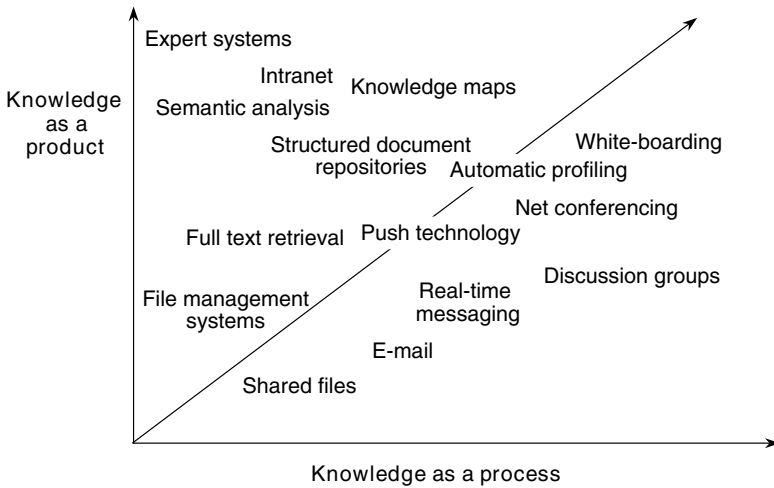 Expert systems
Intranet
Knowledge maps
Knowledge
as a
product
Semantic analysis
Structured document
repositories
White-boarding
Automatic profiling
Net conferencing
Full text retrieval
Push technology
Discussion groups
File management
systems
Real-time
messaging
E-mail
Shared files
Knowledge as a process